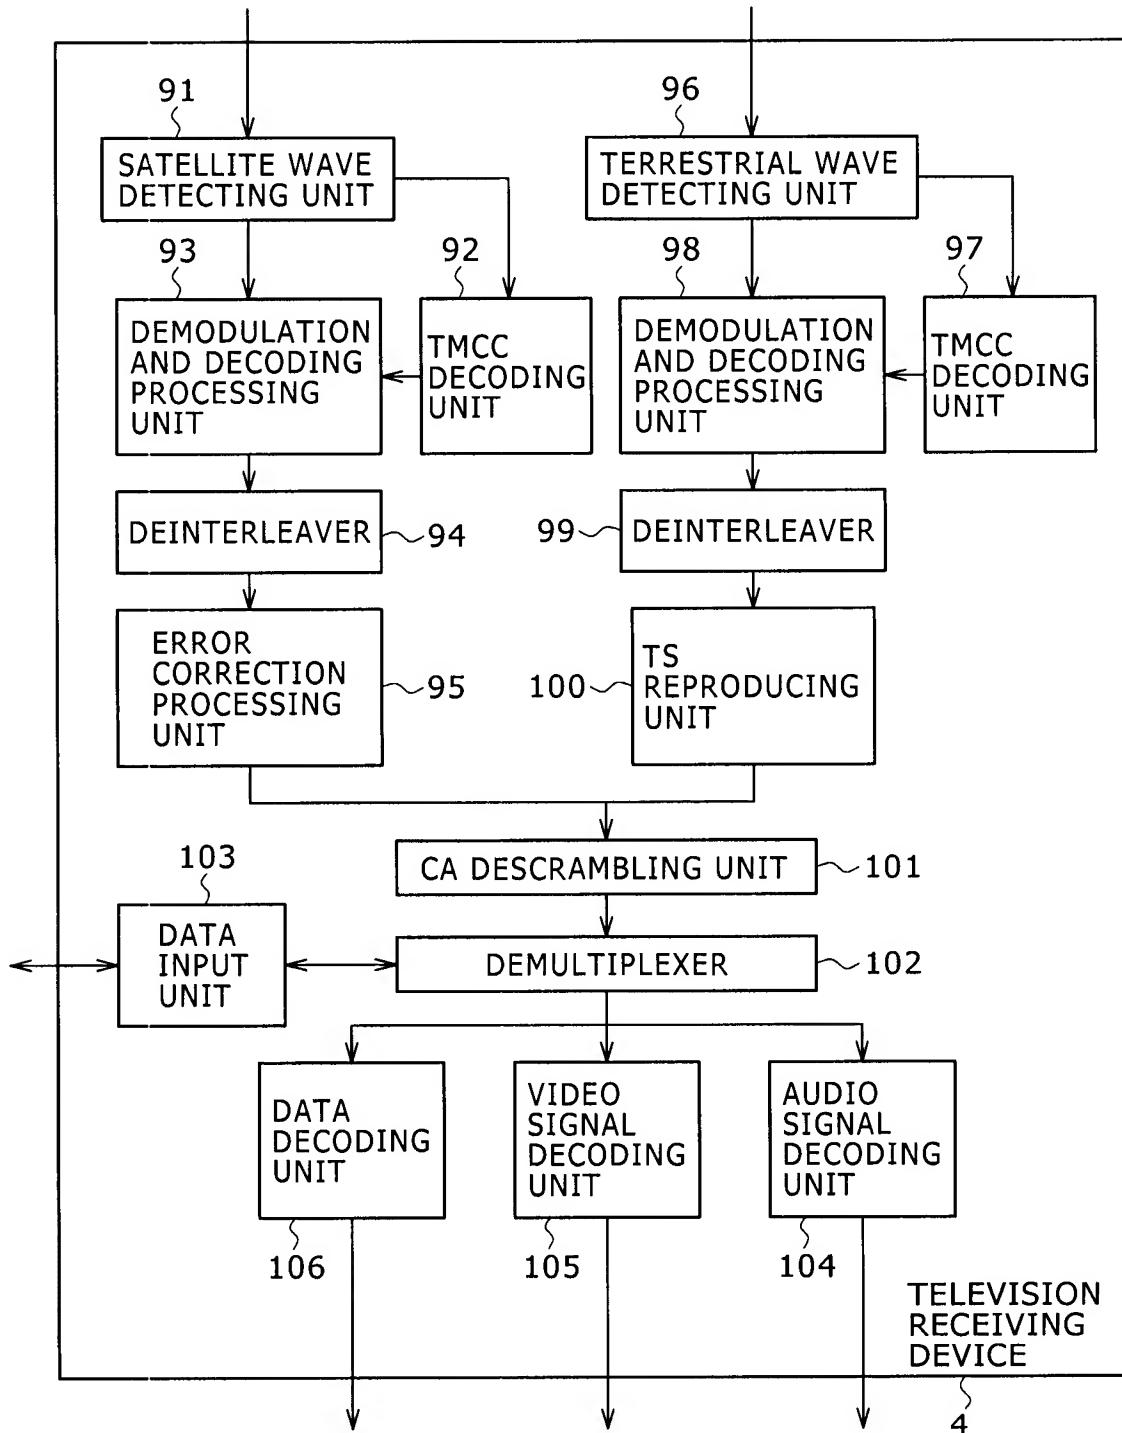 91
96
SATELLITE WAVE
DETECTING UNIT
TERRESTRIAL WAVE
DETECTING UNIT
93
92
98
97
DEMODULATION
AND DECODING
PROCESSING
UNIT
TMCC
DECODING
UNIT
DEMODULATION
AND DECODING
PROCESSING
UNIT
TMCC
DECODING
UNIT
DEINTERLEAVER
94
99
DEINTERLEAVER
ERROR
CORRECTION
PROCESSING
UNIT
95
100
TS
REPRODUCING
UNIT
103
CA DESCRAMBLING UNIT
101
DATA
INPUT
UNIT
DEMULTIPLEXER
102
DATA
DECODING
UNIT
VIDEO
SIGNAL
DECODING
UNIT
AUDIO
SIGNAL
DECODING
UNIT
106
105
104
TELEVISION
RECEIVING
DEVICE
4